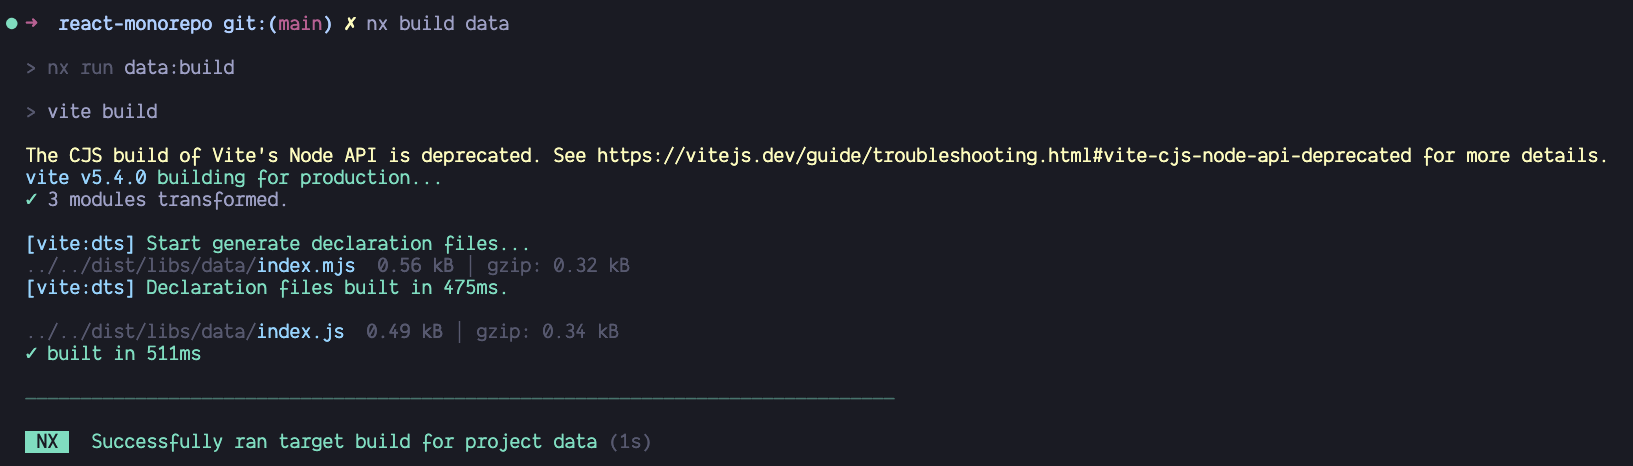 ➜ react-monorepo git:(main) ✗ nx build data
> nx run data:build
> vite build
The CJS build of Vite's Node API is deprecated. See https://vitejs.dev/guide/troubleshooting.html#vite-cjs-node-api-deprecated for more details.
vite v5.4.0 building for production...
✓ 3 modules transformed.
[vite:dts] Start generate declaration files...
../../dist/libs/data/index.mjs  0.56 kB │ gzip: 0.32 kB
[vite:dts] Declaration files built in 475ms.
../../dist/libs/data/index.js  0.49 kB │ gzip: 0.34 kB
✓ built in 511ms
NX  Successfully ran target build for project data (1s)